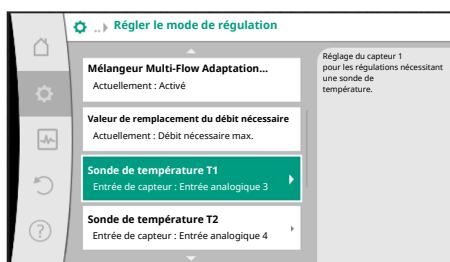 .. Régler le mode de régulation
Mélangeur Multi-Flow Adaptation...
Actuellement : Activé
Valeur de remplacement du débit nécessaire
Actuellement : Débit nécessaire max.
Sonde de température T1
Entrée de capteur : Entrée analogique 3
Sonde de température T2
Entrée de capteur : Entrée analogique 4
Réglage du capteur 1
pour les régulations nécessitant
une sonde de
température.
?